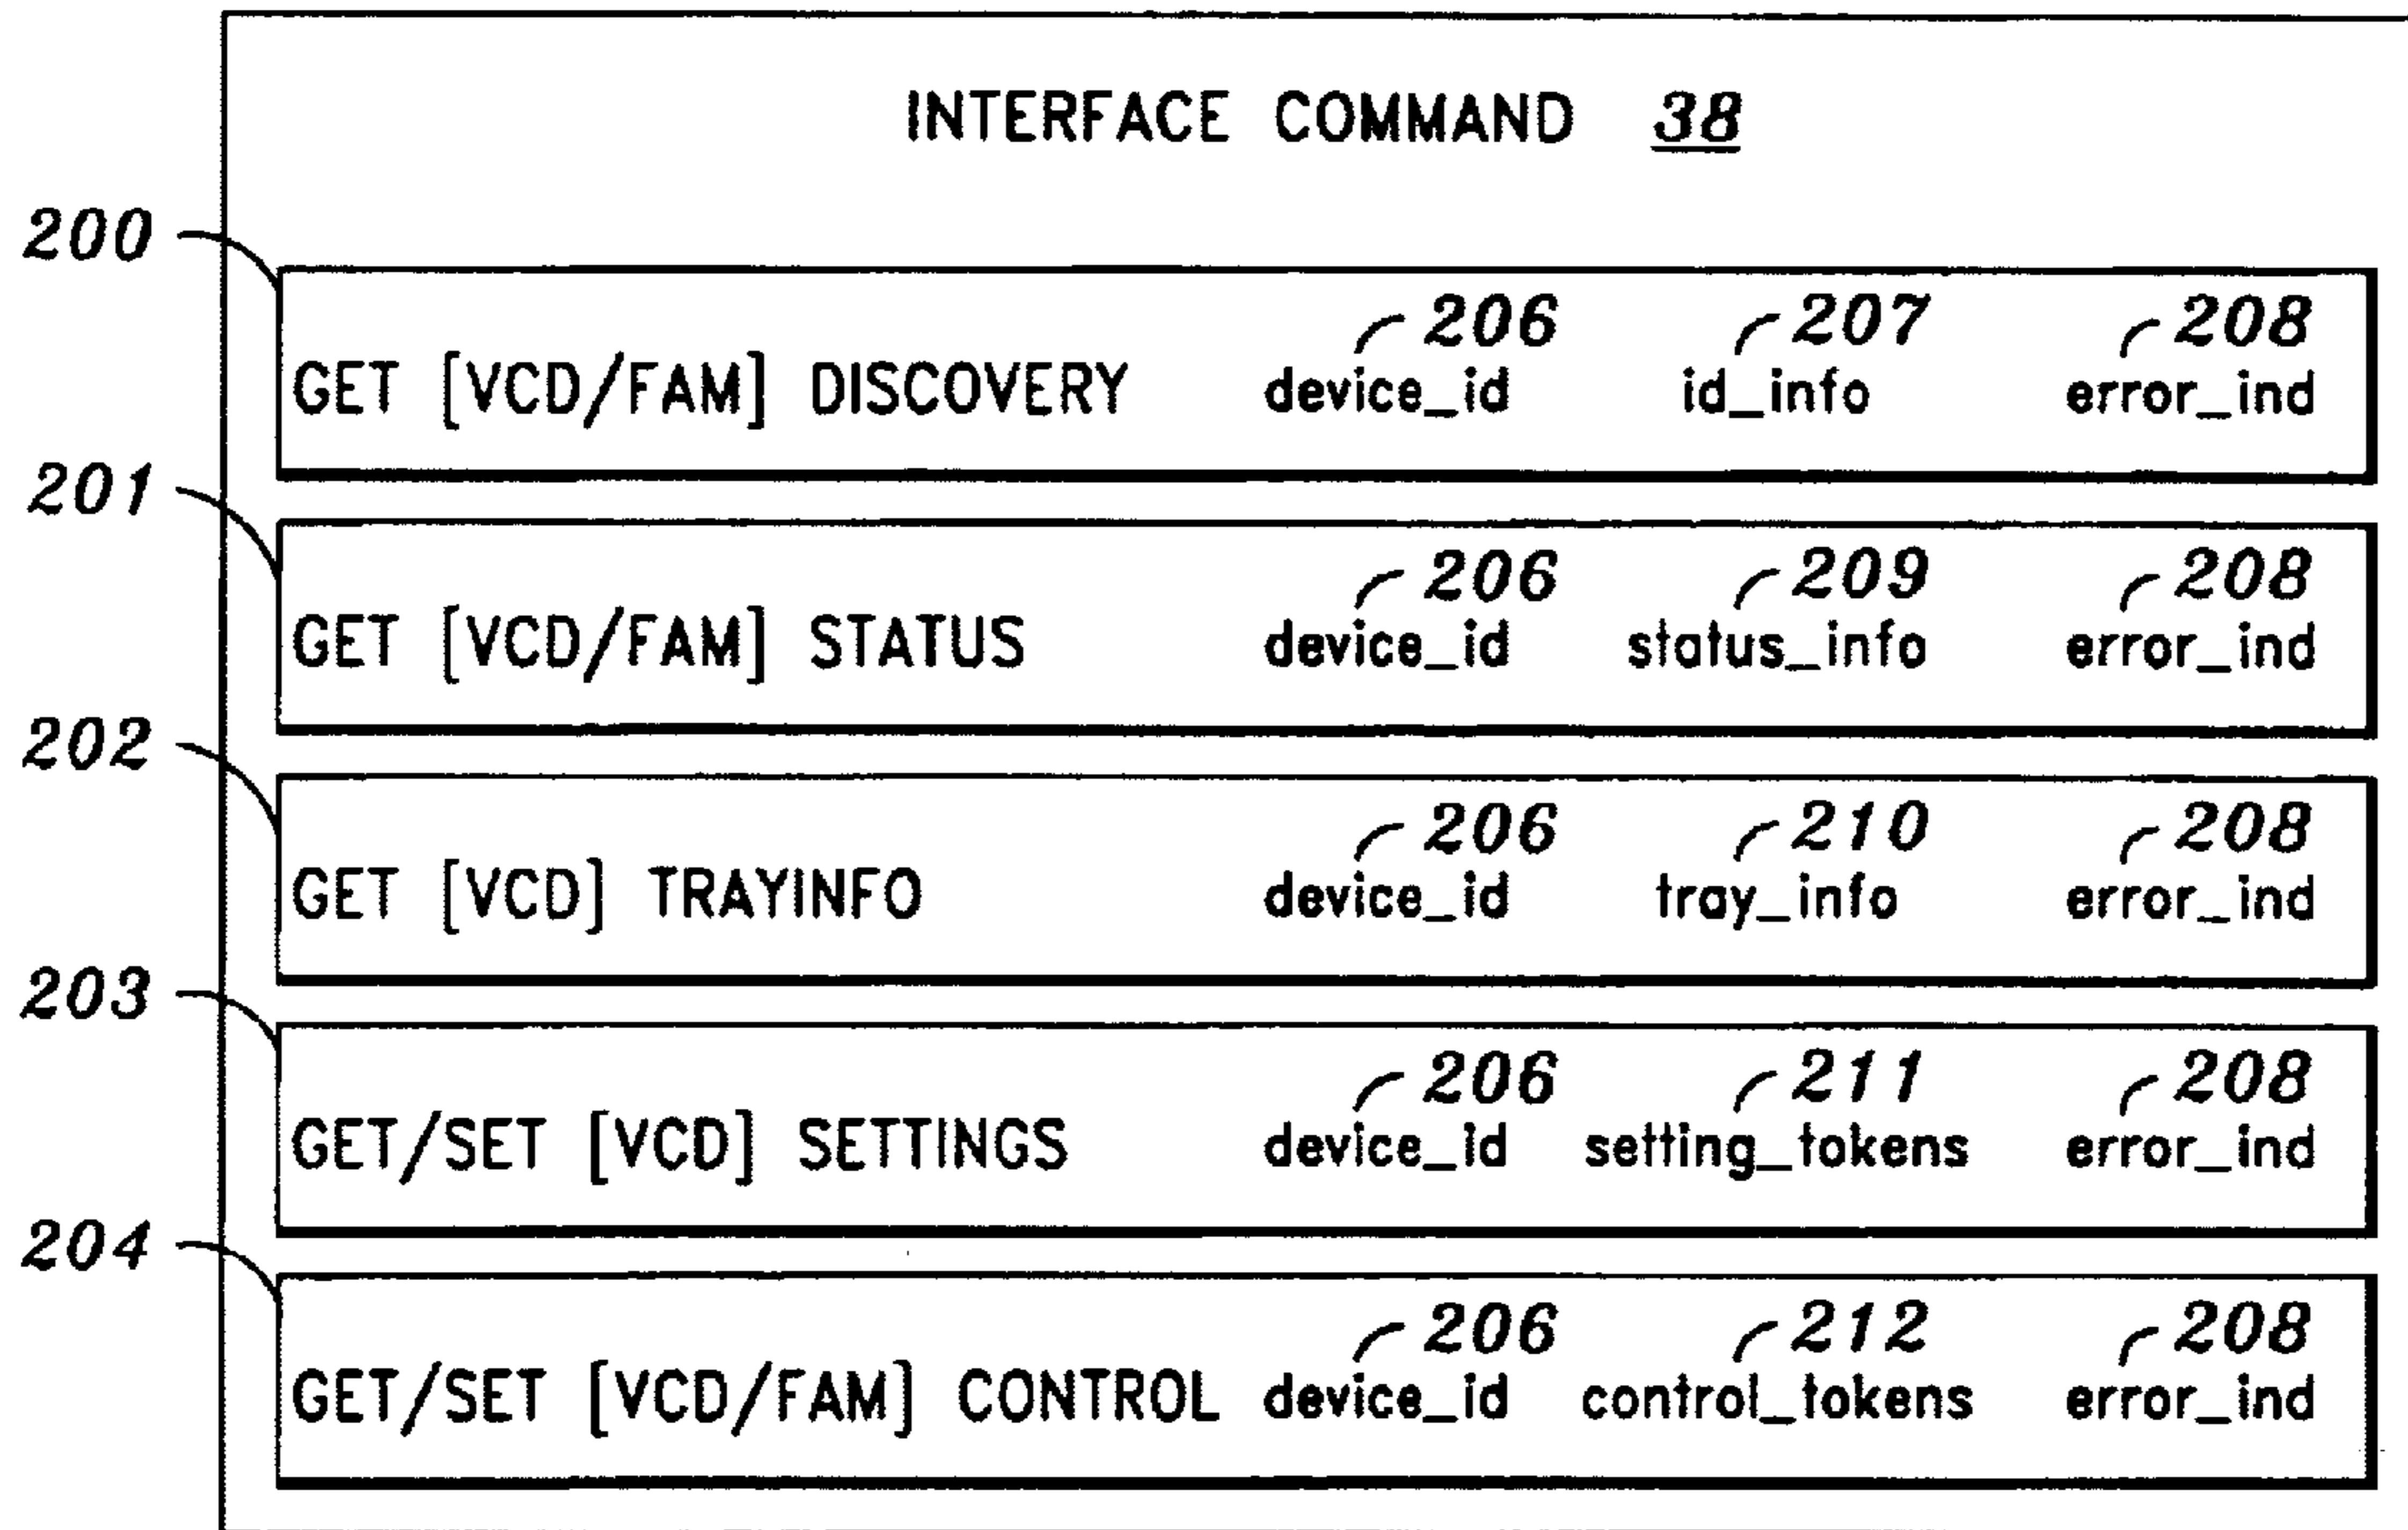 INTERFACE COMMAND 38
200
206 207 208
GET [VCD/FAM] DISCOVERY device_id id_info error_ind
201
206 209 208
GET [VCD/FAM] STATUS device_id status_info error_ind
202
206 210 208
GET [VCD] TRAYINFO device_id tray_info error_ind
203
206 211 208
GET/SET [VCD] SETTINGS device_id setting_tokens error_ind
204
206 212 208
GET/SET [VCD/FAM] CONTROL device_id control_tokens error_ind